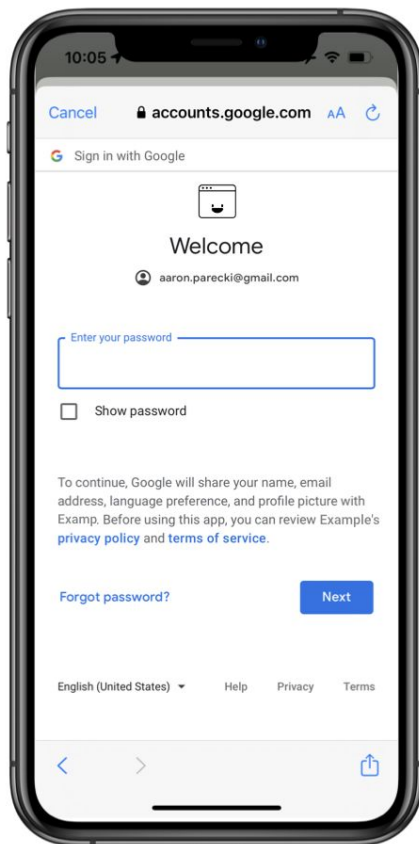 10:05
Cancel accounts.google.com AA
G Sign in with Google
Welcome
aaron.parecki@gmail.com
Enter your password
Show password
To continue, Google will share your name, email
address, language preference, and profile picture with
Examp. Before using this app, you can review Example's
privacy policy and terms of service.
Forgot password? Next
English (United States) Help Privacy Terms